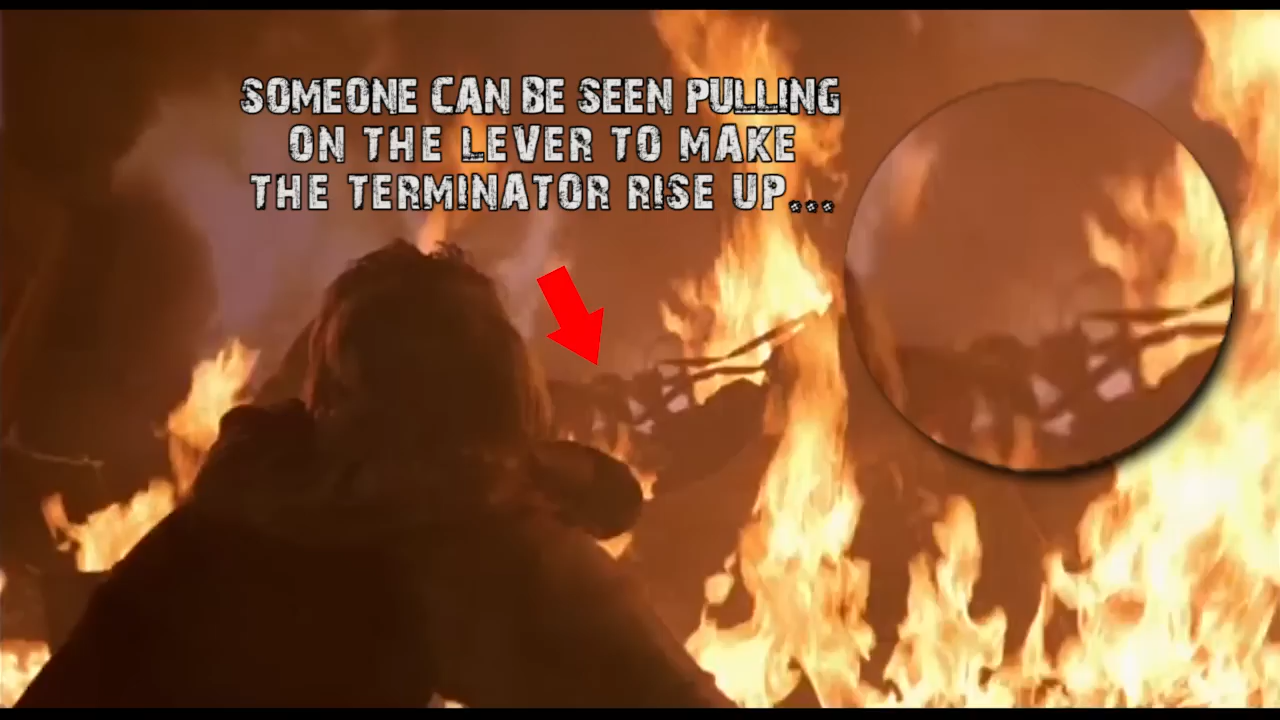 SOMEONE CAN BE SEEN PULLING
ON THE LEVER TO MAKE
THE TERMINATOR RISE UP...